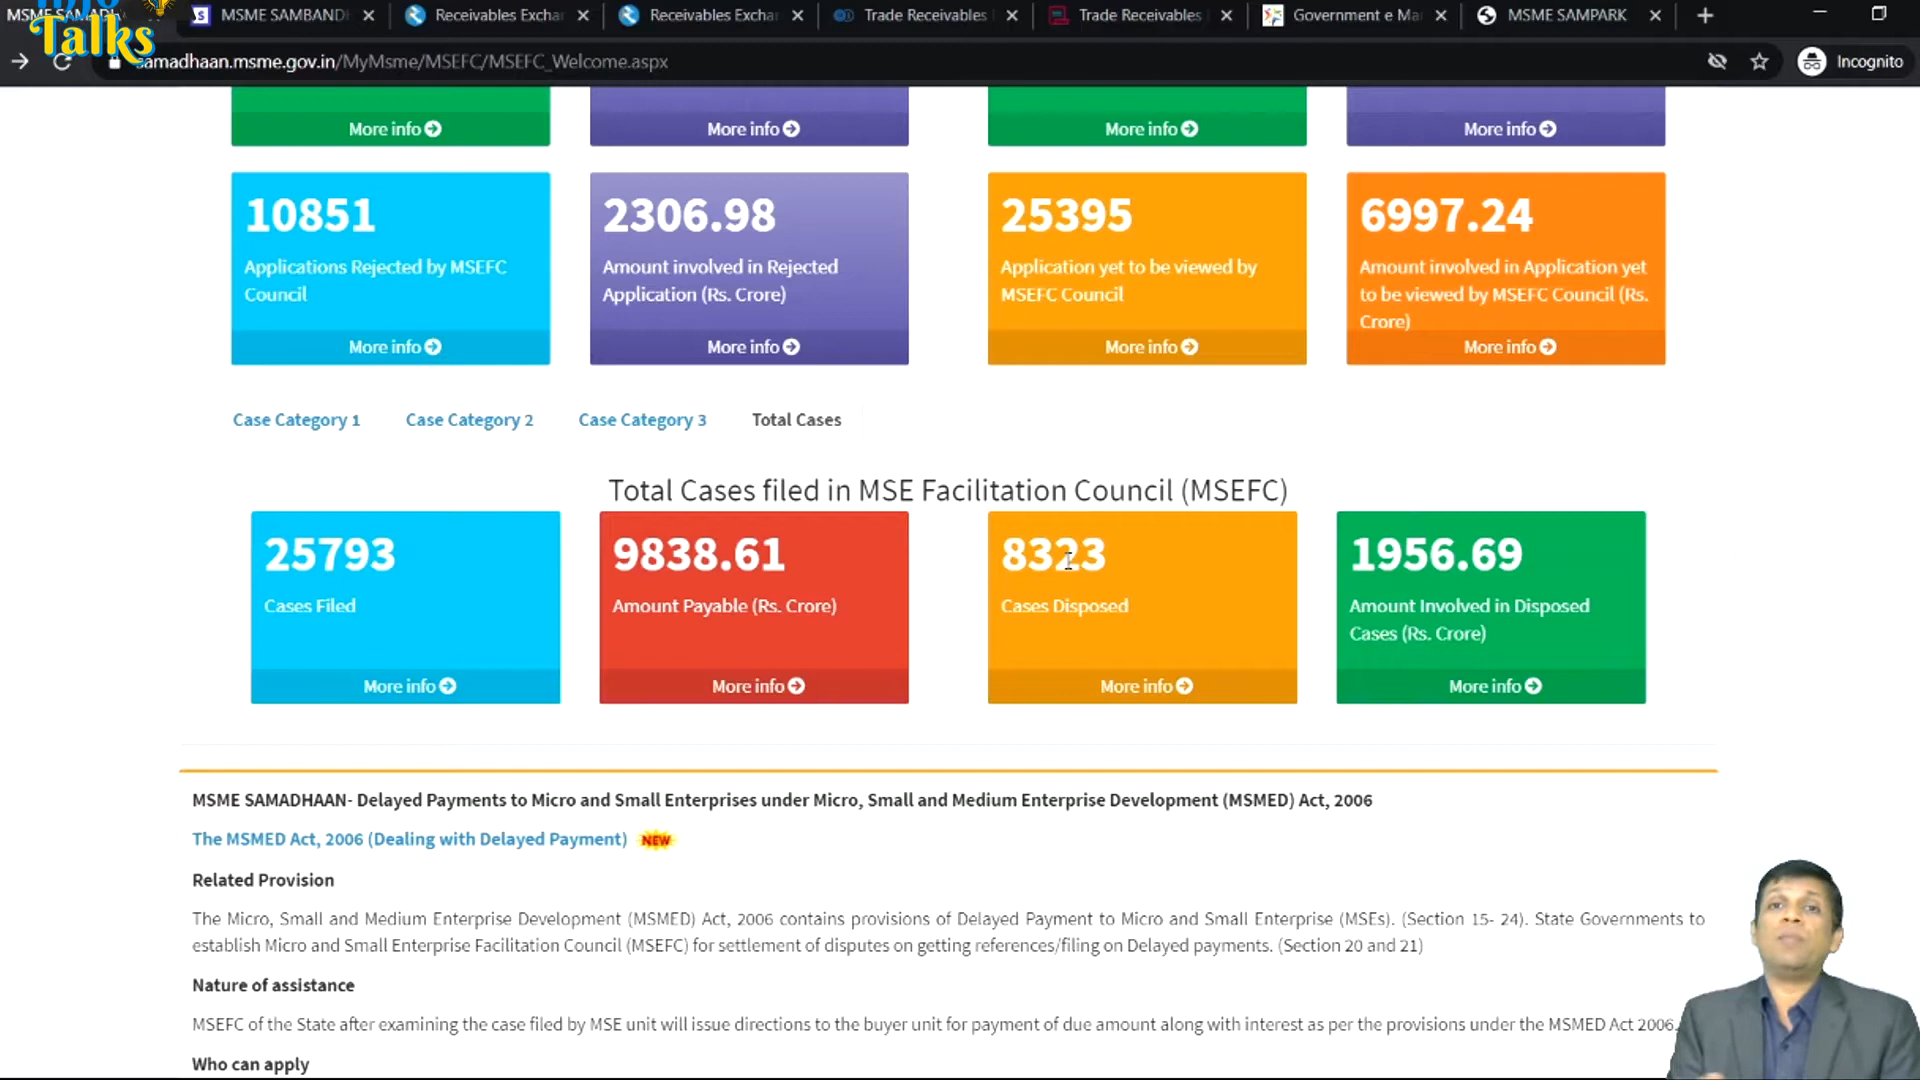 MSME SAMADH
MSME SAMBAND
Receivables Excha
Receivables Exchar
Trade Receivables
Trade Receivables
Government e Ma
MSME SAMPARK
Talks
samadhaan.msme.gov.in/MyMsme/MSEFC/MSEFC_Welcome.aspx
Incognito
More info
More info
More info
More info
10851
Applications Rejected by MSEFC
Council
More info
2306.98
Amount involved in Rejected
Application (Rs. Crore)
More info
25395
Application yet to be viewed by
MSEFC Council
More info
6997.24
Amount involved in Application yet
to be viewed by MSEFC Council (Rs.
Crore)
More info
Case Category 1
Case Category 2
Case Category 3
Total Cases
Total Cases filed in MSE Facilitation Council (MSEFC)
25793
Cases Filed
More info
9838.61
Amount Payable (Rs. Crore)
More info
8323
Cases Disposed
More info
1956.69
Amount Involved in Disposed
Cases (Rs. Crore)
More info
MSME SAMADHAAN- Delayed Payments to Micro and Small Enterprises under Micro, Small and Medium Enterprise Development (MSMED) Act, 2006
The MSMED Act, 2006 (Dealing with Delayed Payment) NEW
Related Provision
The Micro, Small and Medium Enterprise Development (MSMED) Act, 2006 contains provisions of Delayed Payment to Micro and Small Enterprise (MSEs). (Section 15- 24). State Governments to
establish Micro and Small Enterprise Facilitation Council (MSEFC) for settlement of disputes on getting references/filing on Delayed payments. (Section 20 and 21)
Nature of assistance
MSEFC of the State after examining the case filed by MSE unit will issue directions to the buyer unit for payment of due amount along with interest as per the provisions under the MSMED Act 2006.
Who can apply